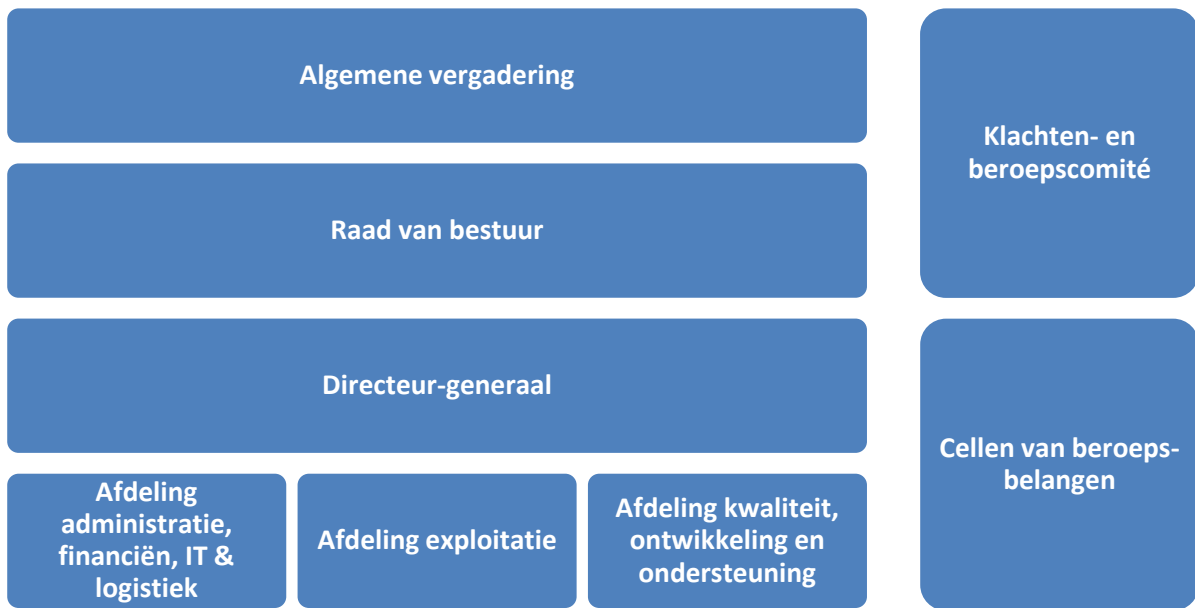 Algemene vergadering
Klachten- en
beroepscomité
Raad van bestuur
Directeur-generaal
Cellen van beroeps-
belangen
Afdeling
administratie,
financiën, IT &
logistiek
Afdeling exploitatie
Afdeling kwaliteit,
ontwikkeling en
ondersteuning